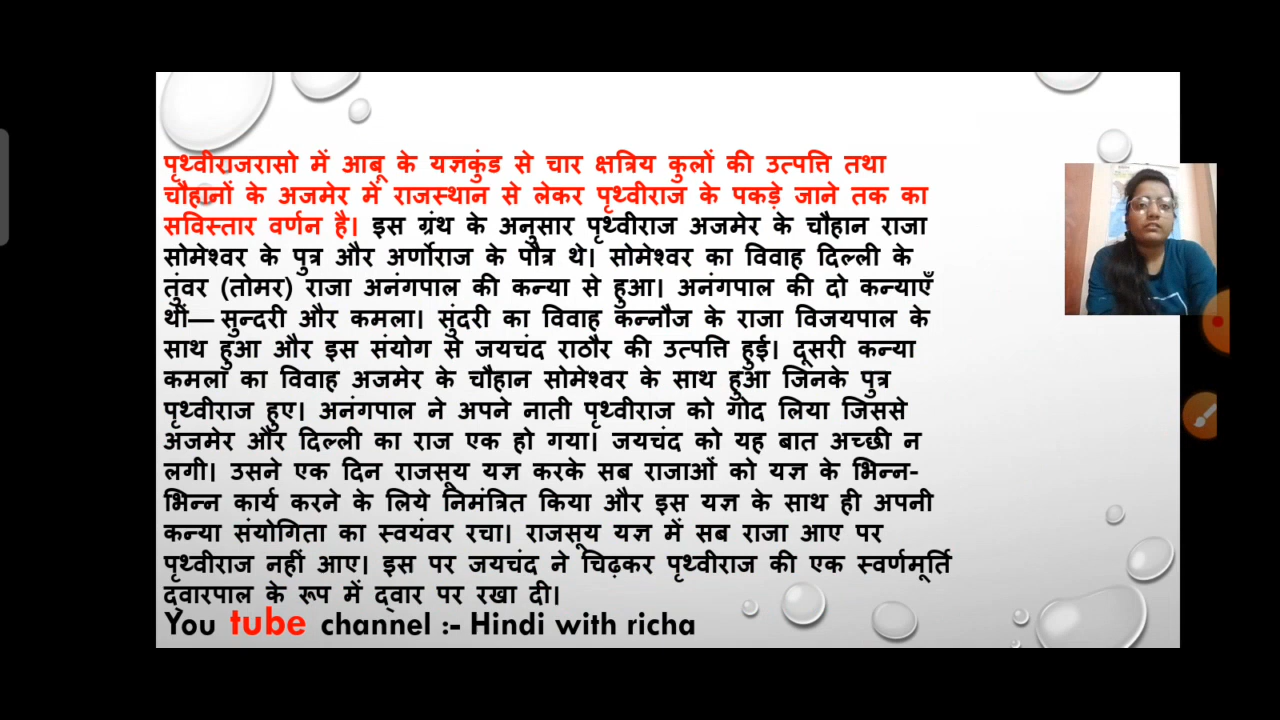 पृथ्वीराजरासो में आबू के यज्ञकुंड से चार क्षत्रिय कुलों की उत्पत्ति तथा
चौहानों के अजमेर में राजस्थान से लेकर पृथ्वीराज के पकड़े जाने तक का
सविस्तार वर्णन है। इस ग्रंथ के अनुसार पृथ्वीराज अजमेर के चौहान राजा
सोमेश्वर के पुत्र और अर्णोराज के पौत्र थे। सोमेश्वर का विवाह दिल्ली के
तुंवर (तोमर) राजा अनंगपाल की कन्या से हुआ। अनंगपाल की दो कन्याएँ
थीं— सुन्दरी और कमला। सुंदरी का विवाह कन्नौज के राजा विजयपाल के
साथ हुआ और इस संयोग से जयचंद राठौर की उत्पत्ति हुई। दूसरी कन्या
कमला का विवाह अजमेर के चौहान सोमेश्वर के साथ हुआ जिनके पुत्र
पृथ्वीराज हुए। अनंगपाल ने अपने नाती पृथ्वीराज को गोद लिया जिससे
अजमेर और दिल्ली का राज एक हो गया। जयचंद को यह बात अच्छी न
लगी। उसने एक दिन राजसूय यज्ञ करके सब राजाओं को यज्ञ के भिन्न-
भिन्न कार्य करने के लिये निमंत्रित किया और इस यज्ञ के साथ ही अपनी
कन्या संयोगिता का स्वयंवर रचा। राजसूय यज्ञ में सब राजा आए पर
पृथ्वीराज नहीं आए। इस पर जयचंद ने चिढ़कर पृथ्वीराज की एक स्वर्णमूर्ति
द्वारपाल के रूप में द्वार पर रखा दी।
You tube channel :- Hindi with richa